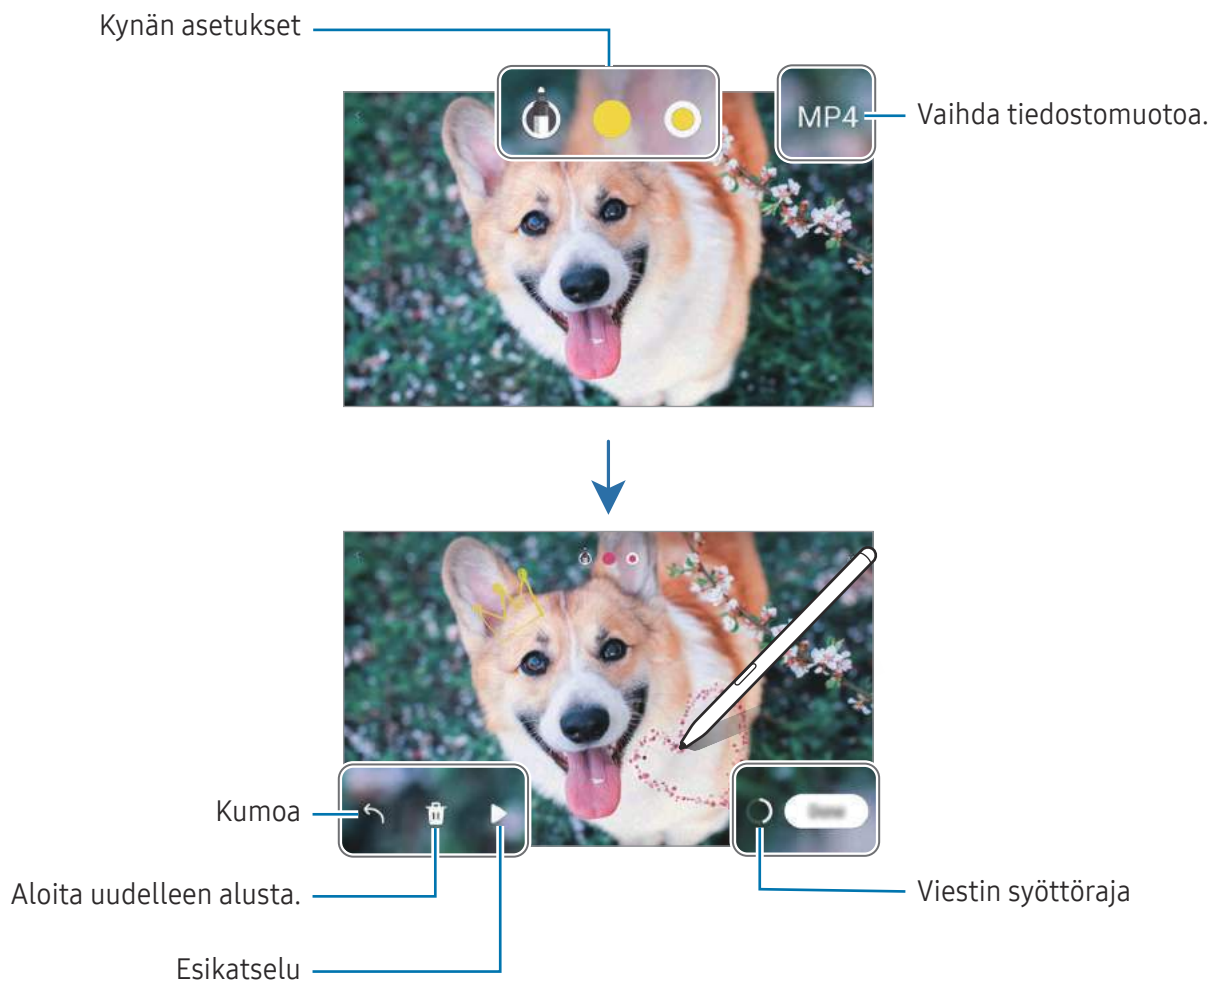 Kynän asetukset
MP4
Vaihda tiedostomuotoa.
Kumoa
Aloita uudelleen alusta.
Esikatselu
Viestin syöttöraja